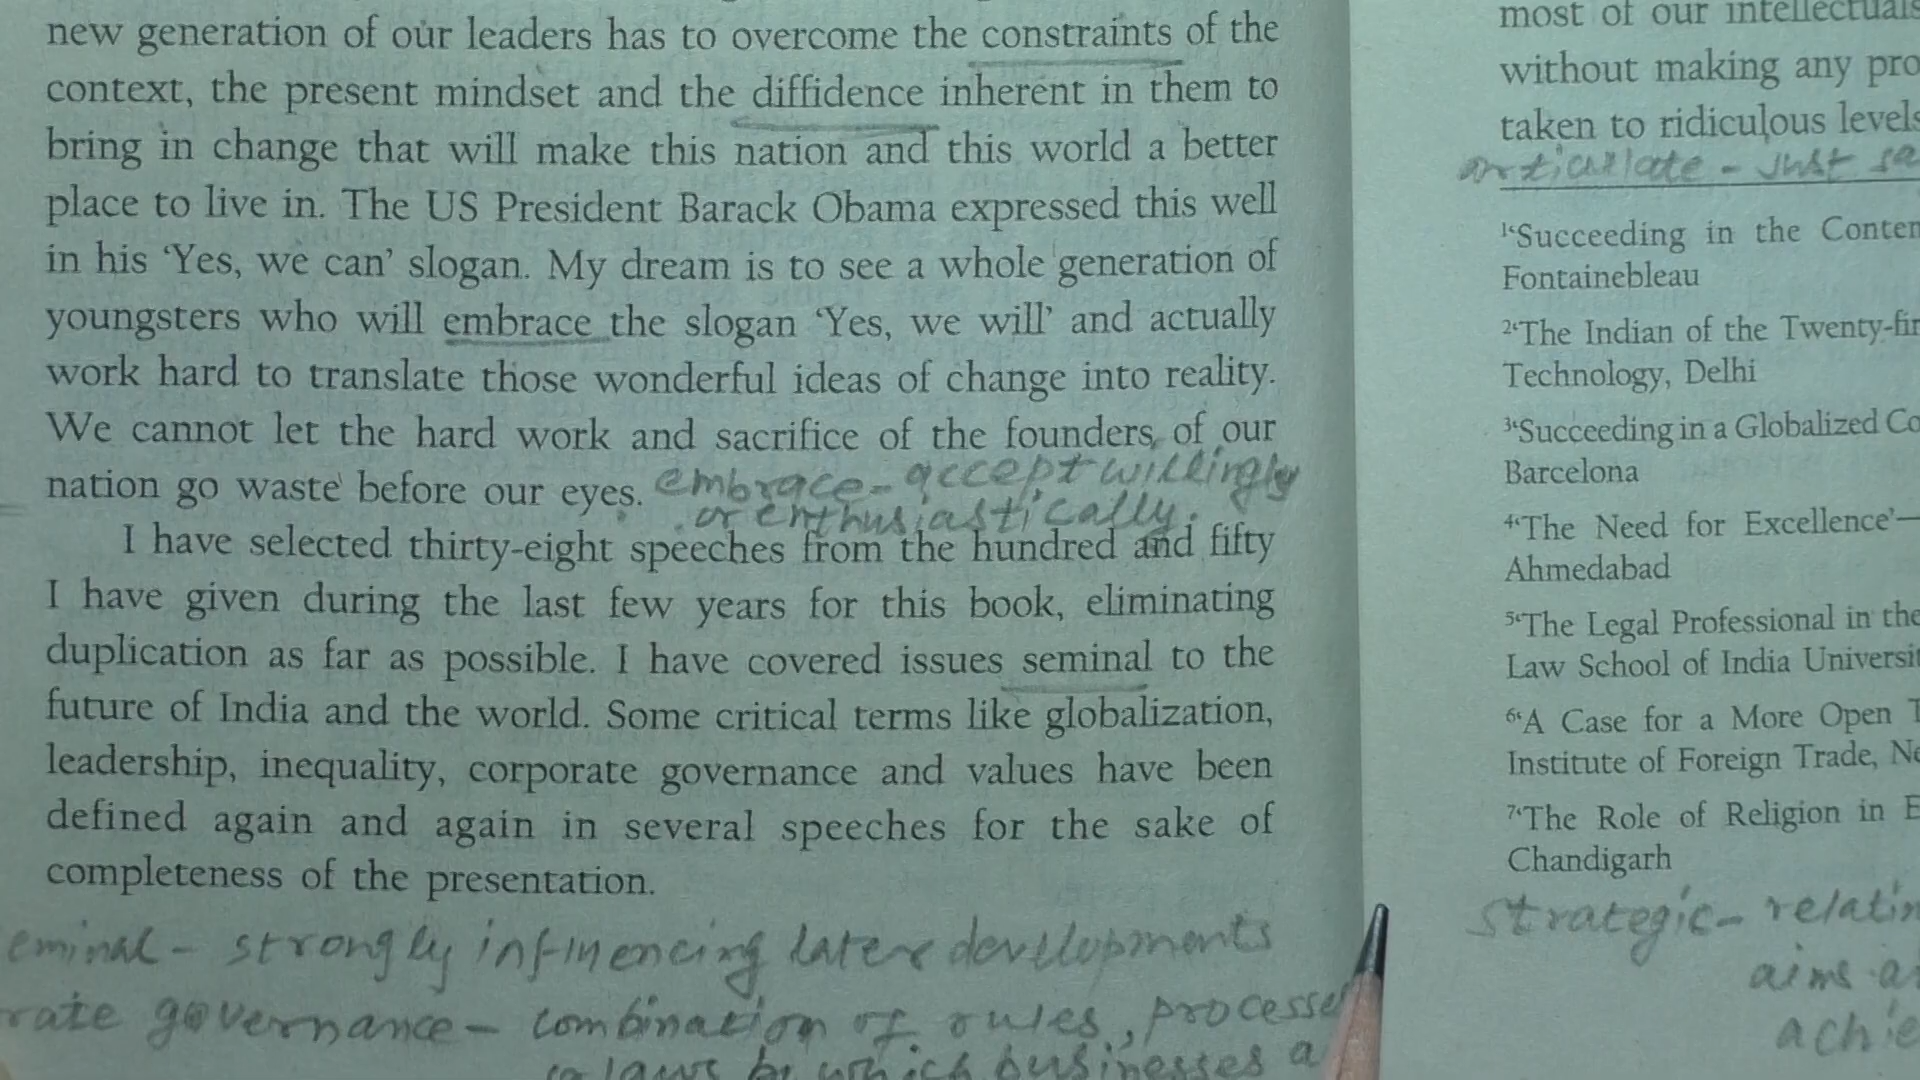 new generation of our leaders has to overcome the constraints of the
context, the present mindset and the diffidence inherent in them to
bring in change that will make this nation and this world a better
place to live in. The US President Barack Obama expressed this well
in his ‘Yes, we can’ slogan. My dream is to see a whole generation of
youngsters who will embrace the slogan ‘Yes, we will’ and actually
work hard to translate those wonderful ideas of change into reality.
We cannot let the hard work and sacrifice of the founders of our
nation go waste before our eyes.
embrace - accept willingly
or enthusiastically.
I have selected thirty-eight speeches from the hundred and fifty
I have given during the last few years for this book, eliminating
duplication as far as possible. I have covered issues seminal to the
future of India and the world. Some critical terms like globalization,
leadership, inequality, corporate governance and values have been
defined again and again in several speeches for the sake of
completeness of the presentation.
eminal - strongly influencing later developments
rate governance - combination of rules, processe
laws by which businesses a
most of our intellectuals
without making any pro
taken to ridiculous levels
articulate - just sa
¹‘Succeeding in the Conten
Fontainebleau
²‘The Indian of the Twenty-fir
Technology, Delhi
³‘Succeeding in a Globalized Co
Barcelona
⁴‘The Need for Excellence’—
Ahmedabad
⁵‘The Legal Professional in the
Law School of India Universit
⁶‘A Case for a More Open T
Institute of Foreign Trade, Ne
⁷‘The Role of Religion in E
Chandigarh
strategic - relatin
aims a
achie